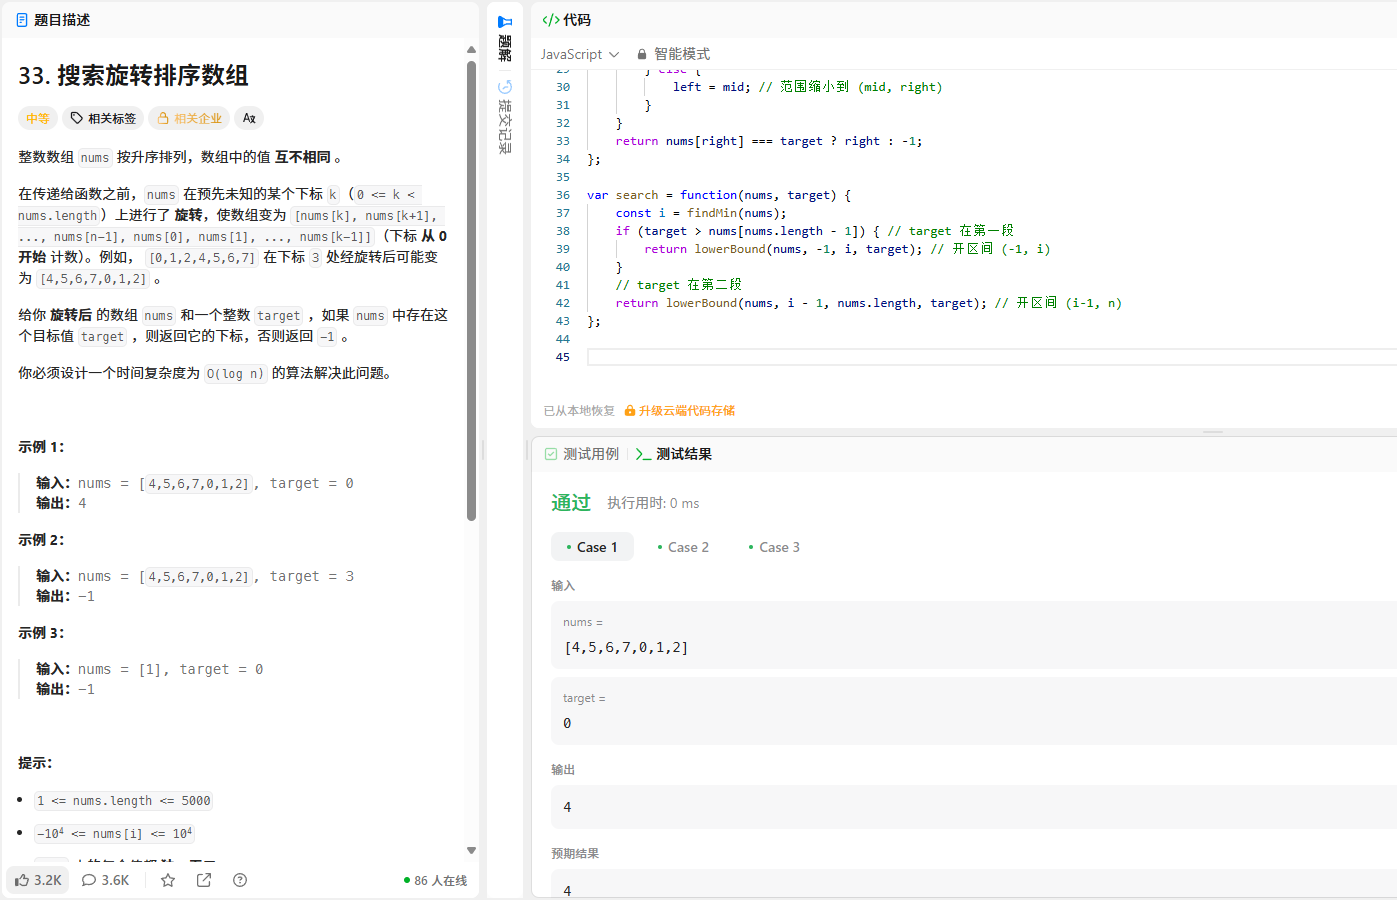 题目描述
33. 搜索旋转排序数组
中等 相关标签 相关企业 Aあ
整数数组 nums 按升序排列，数组中的值 互不相同 。
在传递给函数之前，nums 在预先未知的某个下标 k（0 <= k <
nums.length）上进行了 旋转，使数组变为 [nums[k], nums[k+1],
..., nums[n-1], nums[0], nums[1], ..., nums[k-1]]（下标 从 0
开始 计数）。例如， [0,1,2,4,5,6,7] 在下标 3 处经旋转后可能变
为 [4,5,6,7,0,1,2] 。
给你 旋转后 的数组 nums 和一个整数 target ，如果 nums 中存在这
个目标值 target ，则返回它的下标，否则返回 -1 。
你必须设计一个时间复杂度为 O(log n) 的算法解决此问题。
示例 1：
输入：nums = [4,5,6,7,0,1,2], target = 0
输出：4
示例 2：
输入：nums = [4,5,6,7,0,1,2], target = 3
输出：-1
示例 3：
输入：nums = [1], target = 0
输出：-1
提示：
1 <= nums.length <= 5000
-10⁴ <= nums[i] <= 10⁴
3.2K 3.6K 86 人在线
题解
提交记录
</> 代码
JavaScript 智能模式
29 } else {
30 left = mid; // 范围缩小到 (mid, right)
31 }
32 }
33 return nums[right] === target ? right : -1;
34 };
35
36 var search = function(nums, target) {
37 const i = findMin(nums);
38 if (target > nums[nums.length - 1]) { // target 在第一段
39 return lowerBound(nums, -1, i, target); // 开区间 (-1, i)
40 }
41 // target 在第二段
42 return lowerBound(nums, i - 1, nums.length, target); // 开区间 (i-1, n)
43 };
44
45
已从本地恢复 升级云端代码存储
测试用例 测试结果
通过 执行用时: 0 ms
Case 1 Case 2 Case 3
输入
nums =
[4,5,6,7,0,1,2]
target =
0
输出
4
预期结果
4